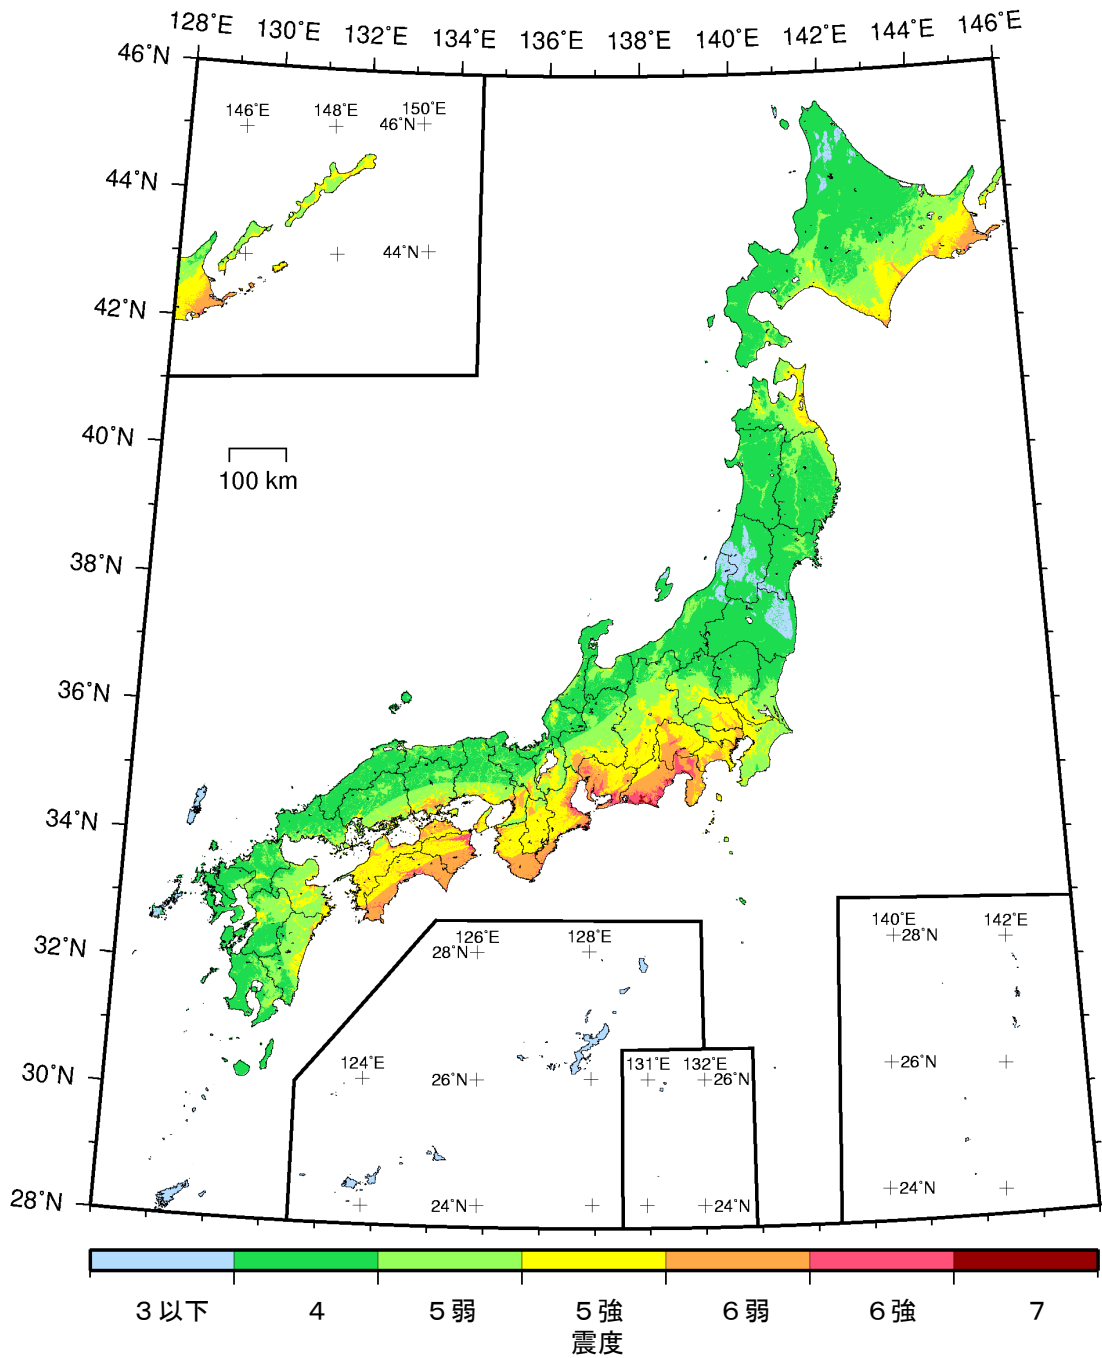 128°E 130°E 132°E 134°E 136°E 138°E 140°E 142°E 144°E 146°E
46°N
146°E 148°E 150°E
46°N
44°N
44°N
42°N
40°N
100 km
38°N
36°N
34°N
32°N
126°E 128°E
28°N
140°E 142°E
28°N
124°E
26°N
131°E 132°E
26°N
26°N
30°N
24°N
24°N
24°N
28°N
3以下 4 5弱 5強 6弱 6強 7
震度